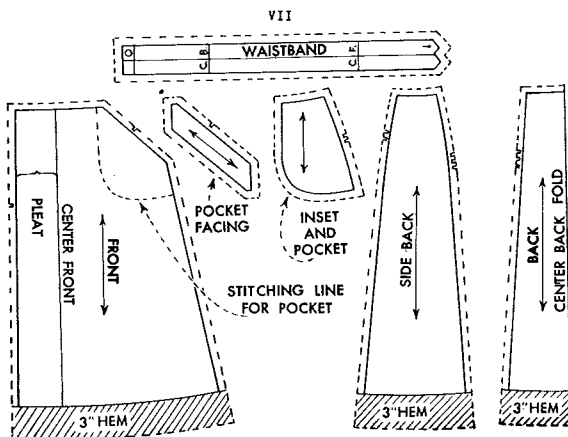 VII
O
C.B.
WAISTBAND
C.F.
PLEAT
CENTER FRONT
FRONT
POCKET
FACING
INSET
AND
POCKET
STITCHING LINE
FOR POCKET
SIDE BACK
BACK
CENTER BACK FOLD
3" HEM
3" HEM
3" HEM